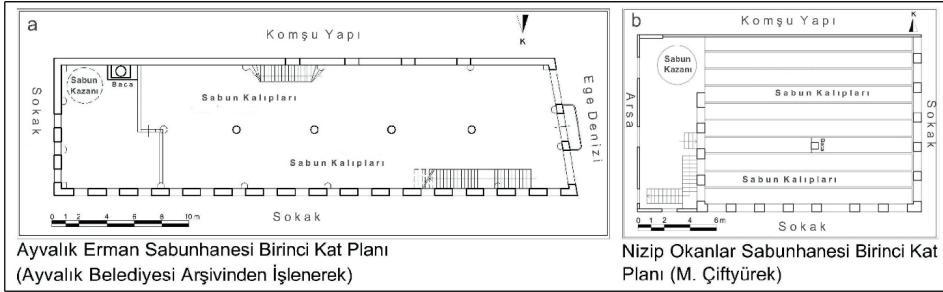 a
Komşu Yapı
K
Sabun
Kazanı
Baca
Sabun Kalıpları
Sokak
Ege Denizi
Sabun Kalıpları
0 1 2 4 6 8 10 m
Sokak
Ayvalık Erman Sabunhanesi Birinci Kat Planı
(Ayvalık Belediyesi Arşivinden İşlenerek)
b
Komşu Yapı
K
Sabun
Kazanı
Sabun Kalıpları
Arsa
Sokak
Baca
Sabun Kalıpları
0 1 2 4 6 m
Sokak
Nizip Okanlar Sabunhanesi Birinci Kat
Planı (M. Çiftyürek)